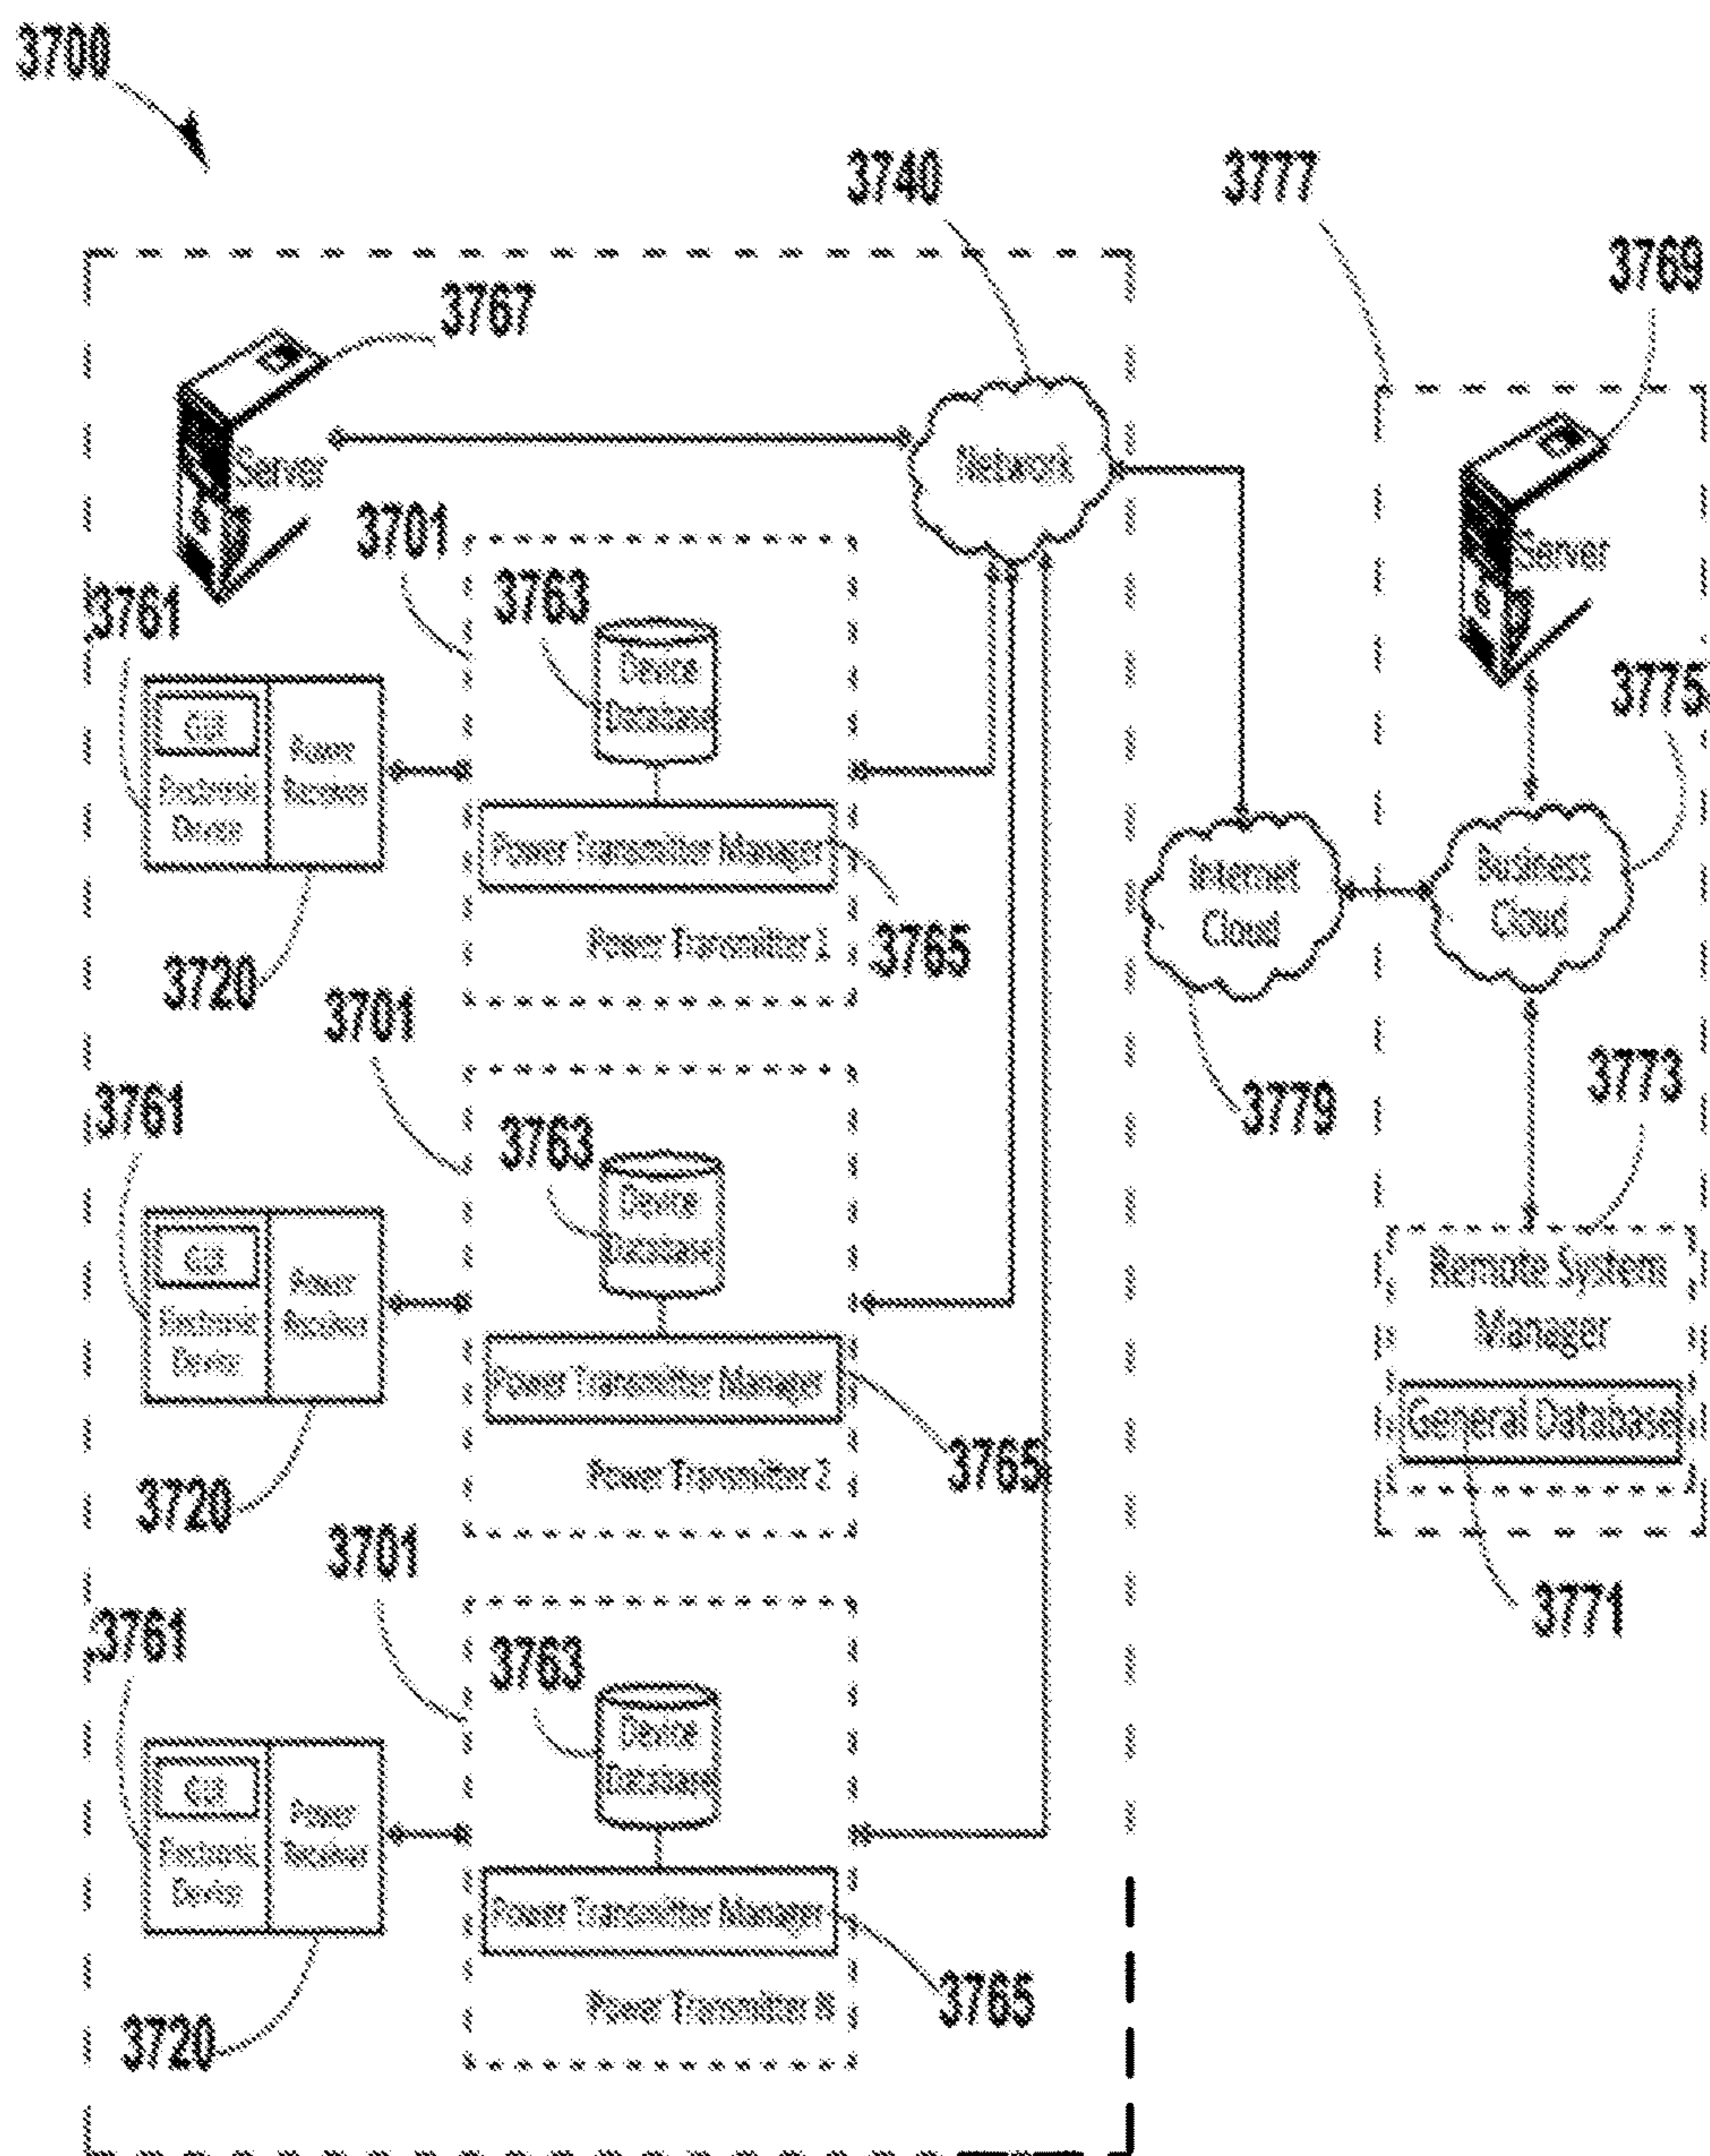 3700
3740
3777
3769
3767
Network
Server
3701
3763
Server
3761
Device
Database
3775
GUI
Electronic
Device
Power
Receiver
Power Transmitter Manager
Internet
Cloud
Business
Cloud
Power Transmitter 1
3765
3720
3701
3761
3763
3779
3773
Device
Database
GUI
Electronic
Device
Power
Receiver
Remote System
Manager
Power Transmitter Manager
General Database
Power Transmitter 2
3765
3720
3701
3771
3761
3763
Device
Database
GUI
Electronic
Device
Power
Receiver
Power Transmitter Manager
Power Transmitter N
3765
3720